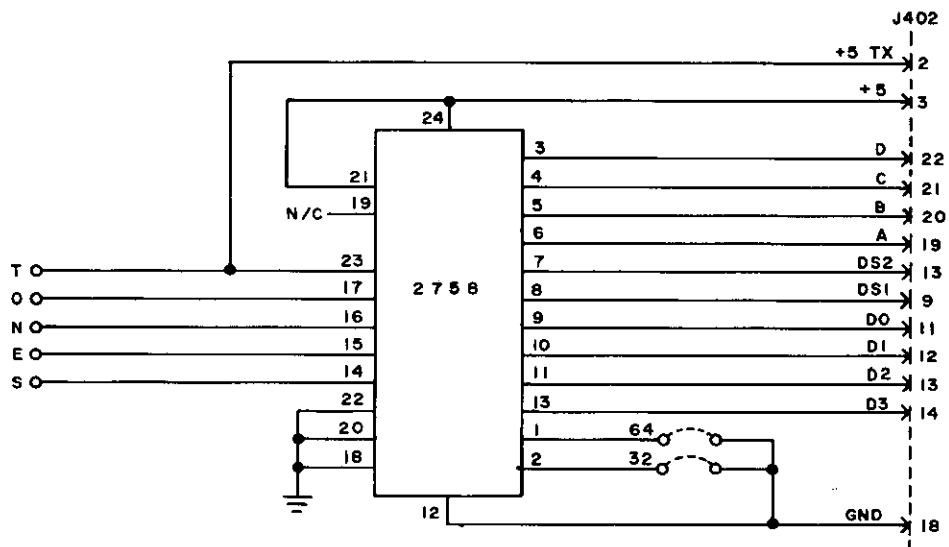 J402
+5 TX 2
+5 3
24
3 D 22
21 4 C 21
N/C 19 5 B 20
6 A 19
T 23 7 DS2 13
O 17 2758 8 DS1 9
N 16 9 D0 11
E 15 10 D1 12
S 14 11 D2 13
22 13 D3 14
20 1 64
18 2 32
12 GND 18